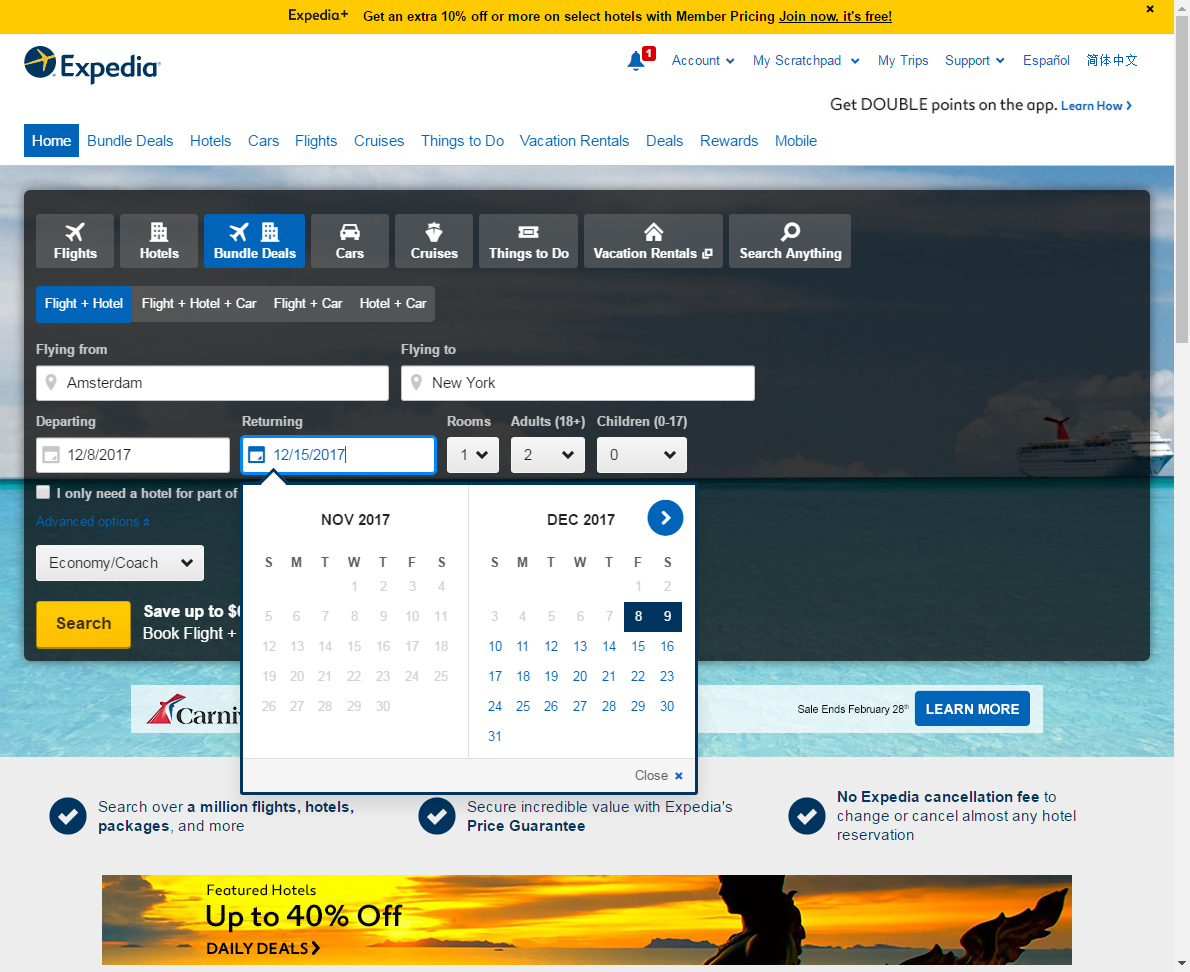 Expedia+ Get an extra 10% off or more on select hotels with Member Pricing Join now, it's free!
Expedia
1 Account My Scratchpad My Trips Support Español 简体中文
Get DOUBLE points on the app. Learn How
Home Bundle Deals Hotels Cars Flights Cruises Things to Do Vacation Rentals Deals Rewards Mobile
Flights Hotels Bundle Deals Cars Cruises Things to Do Vacation Rentals Search Anything
Flight + Hotel Flight + Hotel + Car Flight + Car Hotel + Car
Flying from Flying to
Amsterdam New York
Departing Returning Rooms Adults (18+) Children (0-17)
12/8/2017 12/15/2017 1 2 0
I only need a hotel for part of
Advanced options
Economy/Coach
Search
Save up to $
Book Flight +
NOV 2017
S M T W T F S
1 2 3 4
5 6 7 8 9 10 11
12 13 14 15 16 17 18
19 20 21 22 23 24 25
26 27 28 29 30
DEC 2017
S M T W T F S
1 2
3 4 5 6 7 8 9
10 11 12 13 14 15 16
17 18 19 20 21 22 23
24 25 26 27 28 29 30
31
Close ×
Carni
Sale Ends February 28th LEARN MORE
Search over a million flights, hotels,
packages, and more
Secure incredible value with Expedia's
Price Guarantee
No Expedia cancellation fee to
change or cancel almost any hotel
reservation
Featured Hotels
Up to 40% Off
DAILY DEALS